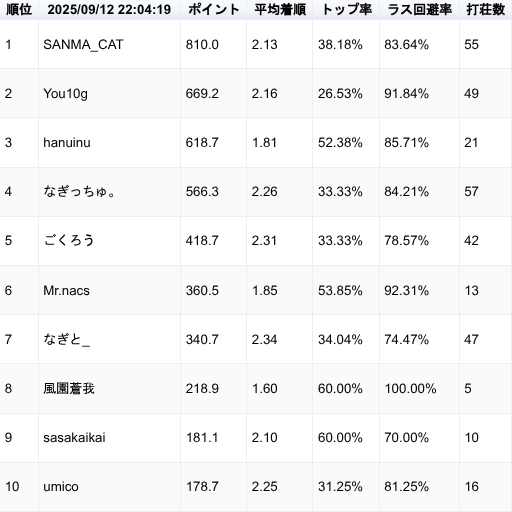 順位 2025/09/12 22:04:19 ポイント 平均着順 トップ率 ラス回避率 打荘数
1 SANMA_CAT 810.0 2.13 38.18% 83.64% 55
2 You10g 669.2 2.16 26.53% 91.84% 49
3 hanuinu 618.7 1.81 52.38% 85.71% 21
4 なぎっちゅ。 566.3 2.26 33.33% 84.21% 57
5 ごくろう 418.7 2.31 33.33% 78.57% 42
6 Mr.nacs 360.5 1.85 53.85% 92.31% 13
7 なぎと_ 340.7 2.34 34.04% 74.47% 47
8 風園蒼我 218.9 1.60 60.00% 100.00% 5
9 sasakaikai 181.1 2.10 60.00% 70.00% 10
10 umico 178.7 2.25 31.25% 81.25% 16